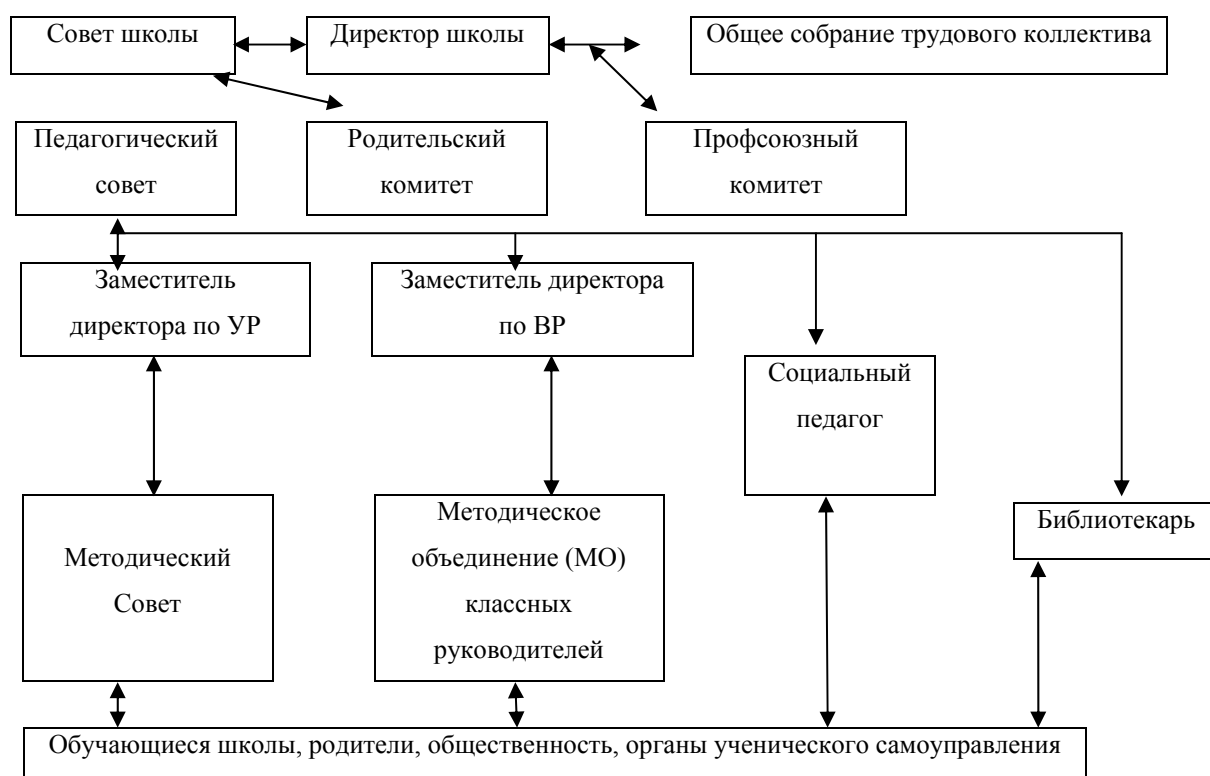 Совет школы
Директор школы
Общее собрание трудового коллектива
Педагогический
совет
Родительский
комитет
Профсоюзный
комитет
Заместитель
директора по УР
Заместитель директора
по ВР
Социальный
педагог
Методический
Совет
Методическое
объединение (МО)
классных
руководителей
Библиотекарь
Обучающиеся школы, родители, общественность, органы ученического самоуправления